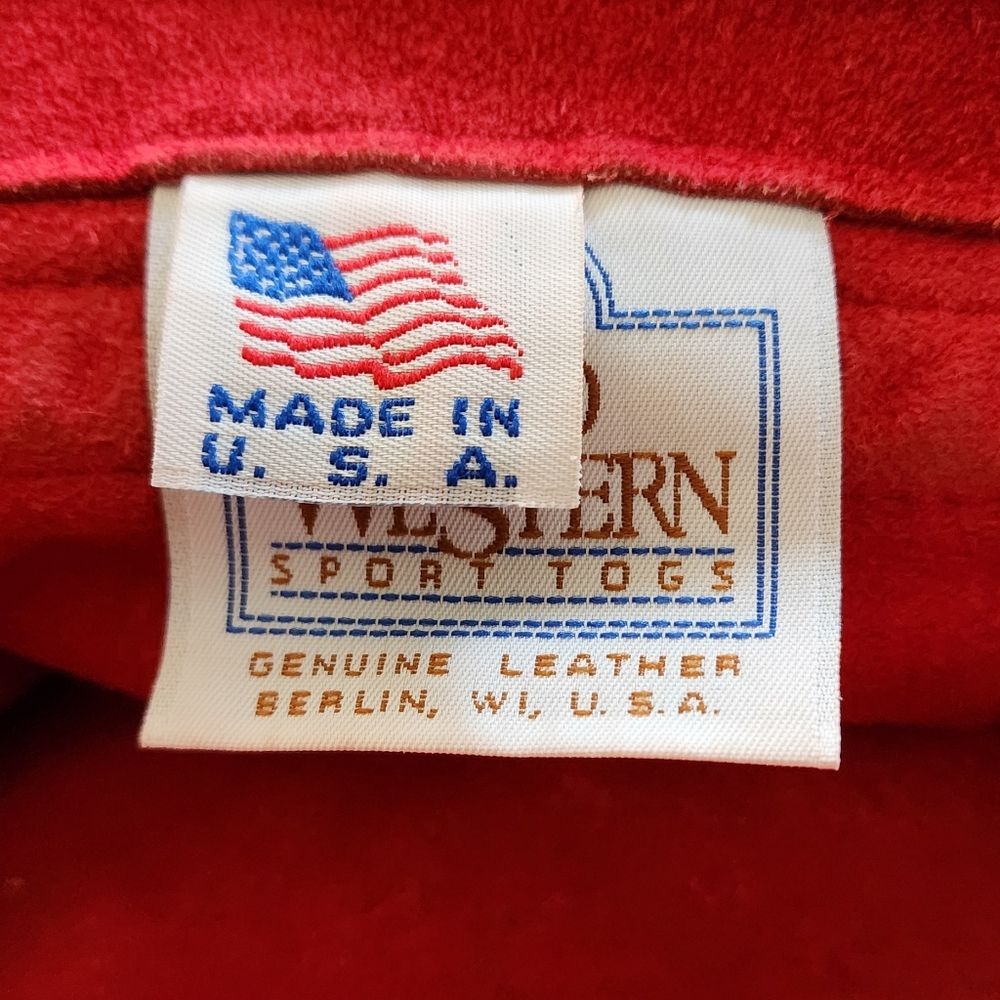 MADE IN
U. S. A.
WESTERN
SPORT TOGS
GENUINE LEATHER
BERLIN, WI, U.S.A.